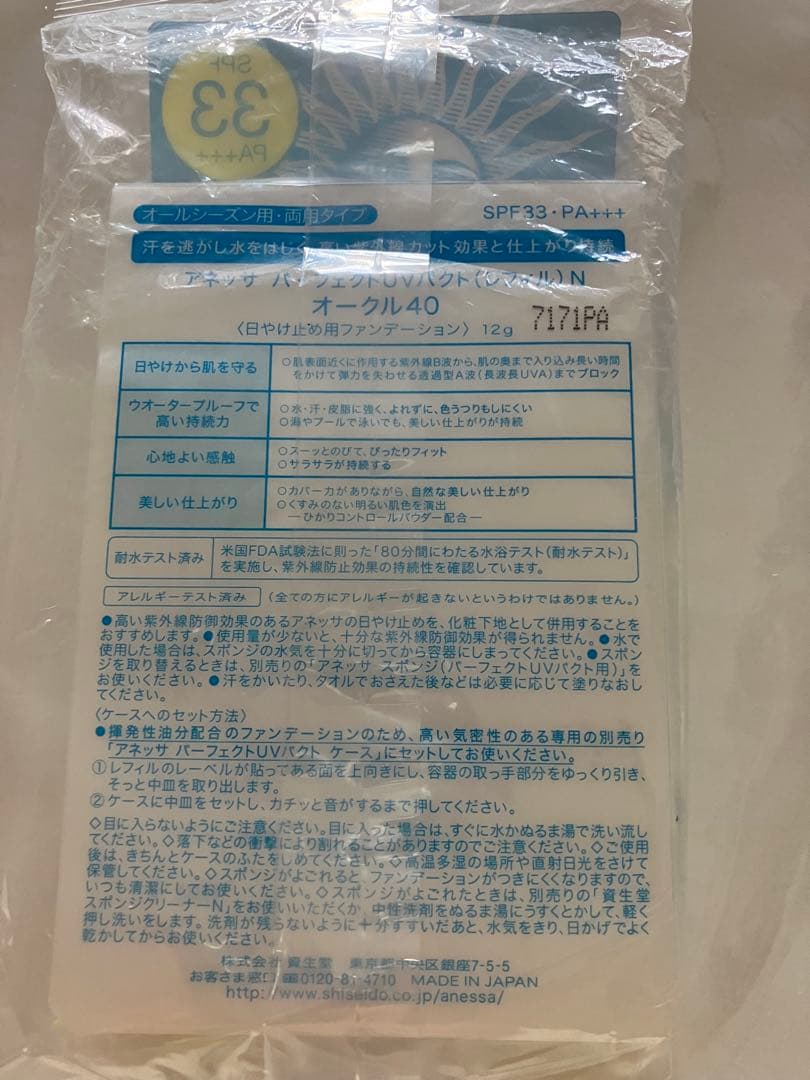 SPF
33
PA+++
オールシーズン用・両用タイプ
SPF33・PA+++
汗を逃がし水をはじく 高い紫外線カット効果と仕上がり持続
アネッサ パーフェクトUVパクト(レフィル)N
オークル40
〈日やけ止め用ファンデーション〉 12g
7171PA
日やけから肌を守る
○肌表面近くに作用する紫外線B波から、肌の奥まで入り込み長い時間
をかけて弾力を失わせる透過型A波(長波長UVA)までブロック
ウオータープルーフで
高い持続力
○水・汗・皮脂に強く、よれずに、色うつりもしにくい
○海やプールで泳いでも、美しい仕上がりが持続
心地よい感触
○スーッとのびて、ぴったりフィット
○サラサラが持続する
美しい仕上がり
○カバー力がありながら、自然な美しい仕上がり
○くすみのない明るい肌色を演出
―ひかりコントロールパウダー配合―
耐水テスト済み
米国FDA試験法に則った「80分間にわたる水浴テスト(耐水テスト)」
を実施し、紫外線防止効果の持続性を確認しています。
アレルギーテスト済み
(全ての方にアレルギーが起きないというわけではありません。)
●高い紫外線防御効果のあるアネッサの日やけ止めを、化粧下地として併用することを
おすすめします。●使用量が少ないと、十分な紫外線防御効果が得られません。●水で
使用した場合は、スポンジの水気を十分に切ってから容器にしまってください。●スポン
ジを取り替えるときは、別売りの「アネッサ スポンジ(パーフェクトUVパクト用)」を
お使いください。●汗をかいたり、タオルでおさえた後などは必要に応じて塗りなおし
てください。
〈ケースへのセット方法〉
●揮発性油分配合のファンデーションのため、高い気密性のある専用の別売り
「アネッサ パーフェクトUVパクト ケース」にセットしてお使いください。
①レフィルのレーベルが貼ってある面を上向きにし、容器の取っ手部分をゆっくり引き、
そっと中皿を取り出します。
②ケースに中皿をセットし、カチッと音がするまで押してください。
◇目に入らないようにご注意ください。目に入った場合は、すぐに水かぬるま湯で洗い流し
てください。◇落下などの衝撃により割れることがありますのでご注意ください。◇ご使用
後は、きちんとケースのふたをしめてください。◇高温多湿の場所や直射日光をさけて
保管してください。◇スポンジがよごれると、ファンデーションがつきにくくなりますので、
いつも清潔にしてお使いください。◇スポンジがよごれたときは、別売りの「資生堂
スポンジクリーナーN」をお使いいただくか、中性洗剤をぬるま湯にうすくとかして、軽く
押し洗いをします。洗剤が残らないように十分すすいだあと、水気をきり、日かげでよく
乾かしてからお使いください。
株式会社 資生堂 東京都中央区銀座7-5-5
お客さま窓口 0120-81-4710 MADE IN JAPAN
http://www.shiseido.co.jp/anessa/